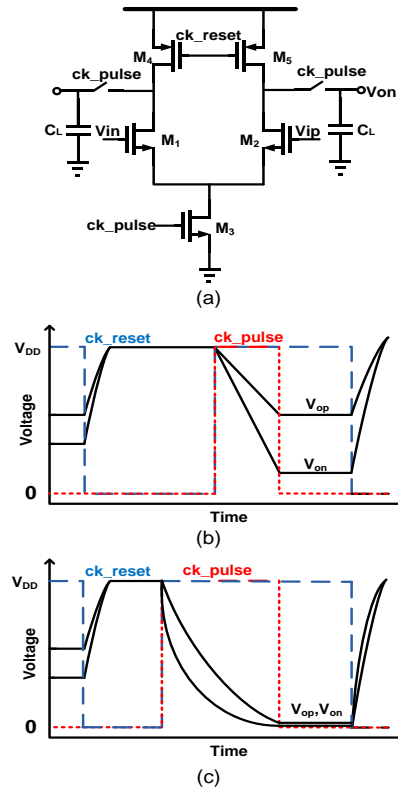 M4 ck_reset M5
ck_pulse
ck_pulse
Von
CL
Vin
M1
M2
Vip
CL
ck_pulse
M3
(a)
ck_reset
ck_pulse
VDD
Voltage
Vop
Von
0
Time
(b)
ck_reset
ck_pulse
VDD
Voltage
Vop,Von
0
Time
(c)